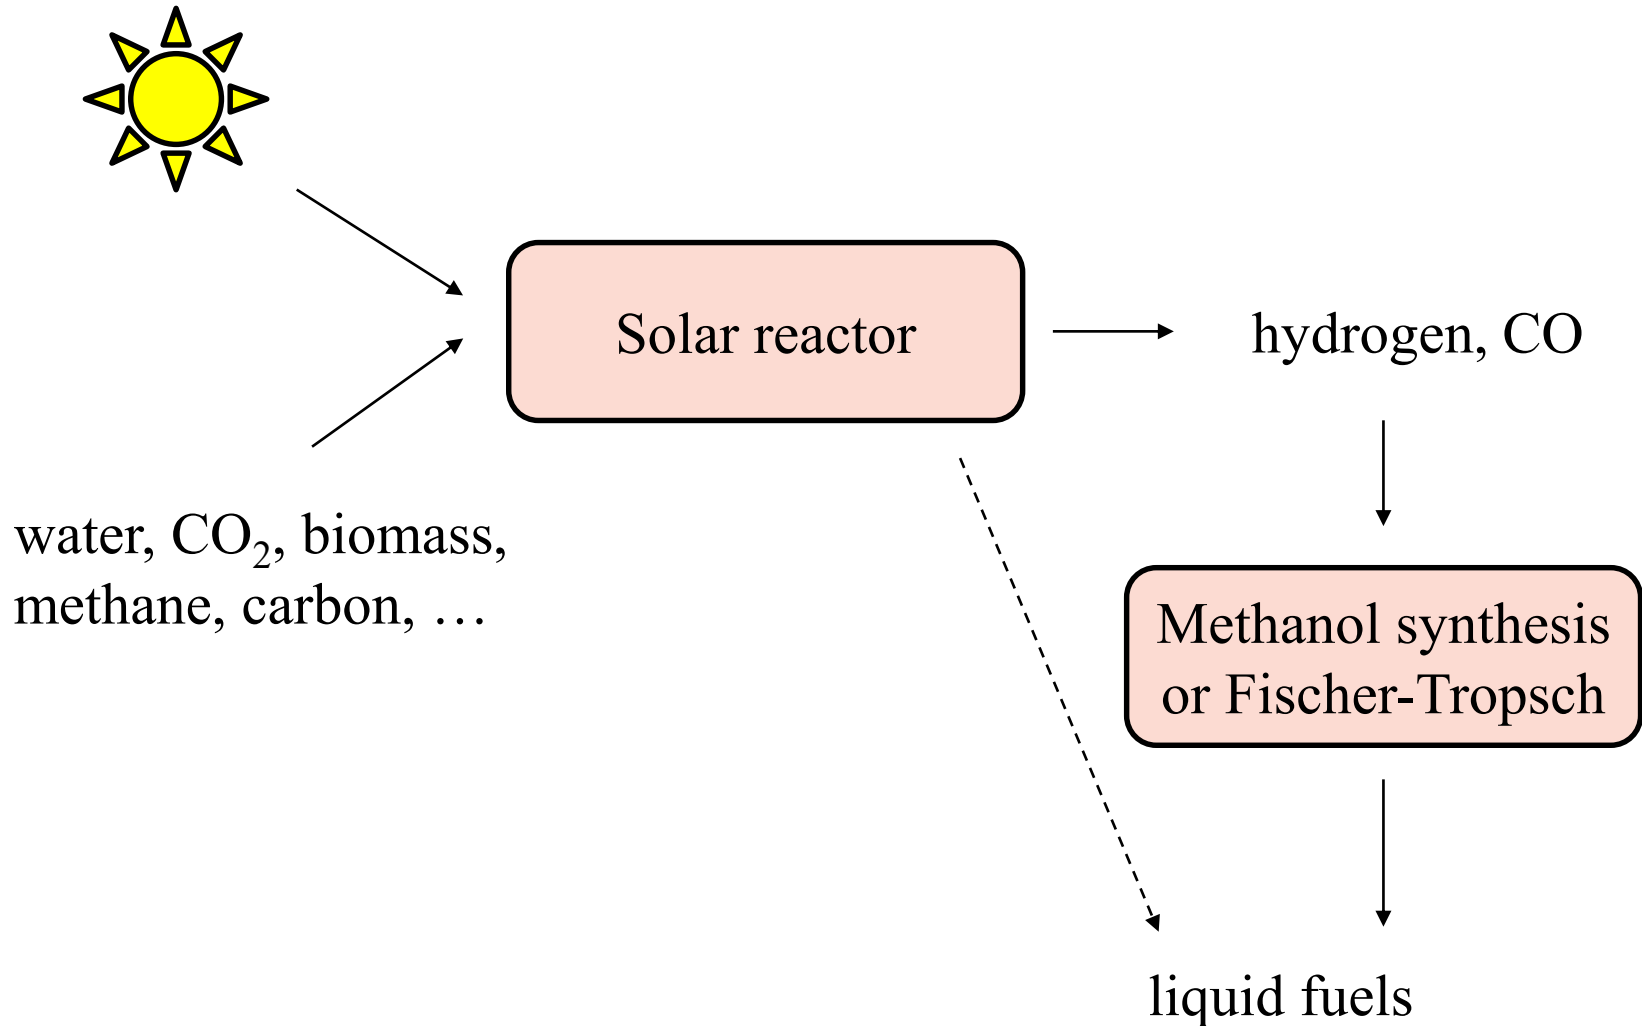 Solar reactor
hydrogen, CO
water, CO₂, biomass,
methane, carbon, …
Methanol synthesis
or Fischer-Tropsch
liquid fuels